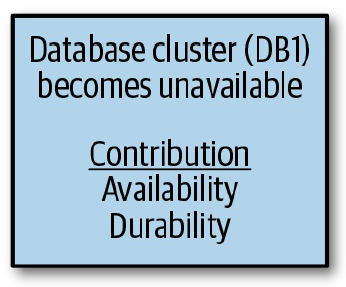 Database cluster (DB1)
becomes unavailable
Contribution
Availability
Durability